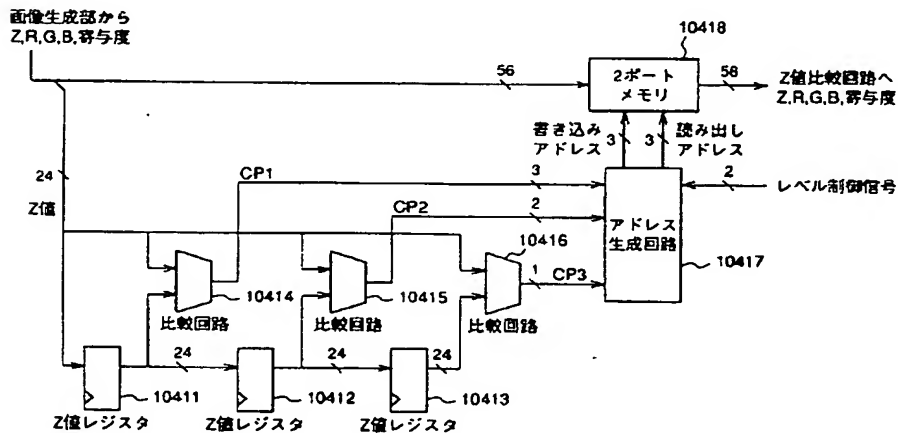 画像生成部から
Z,R,G,B,寄与度
10418
56
2ポート
メモリ
56
Z値比較回路へ
Z,R,G,B,寄与度
書き込み
アドレス
3
3
読み出し
アドレス
24
Z値
CP1
3
2
レベル制御信号
CP2
2
アドレス
生成回路
10416
1
CP3
10417
10414
比較回路
10415
比較回路
比較回路
24
24
24
10411
Z値レジスタ
10412
Z値レジスタ
10413
Z値レジスタ